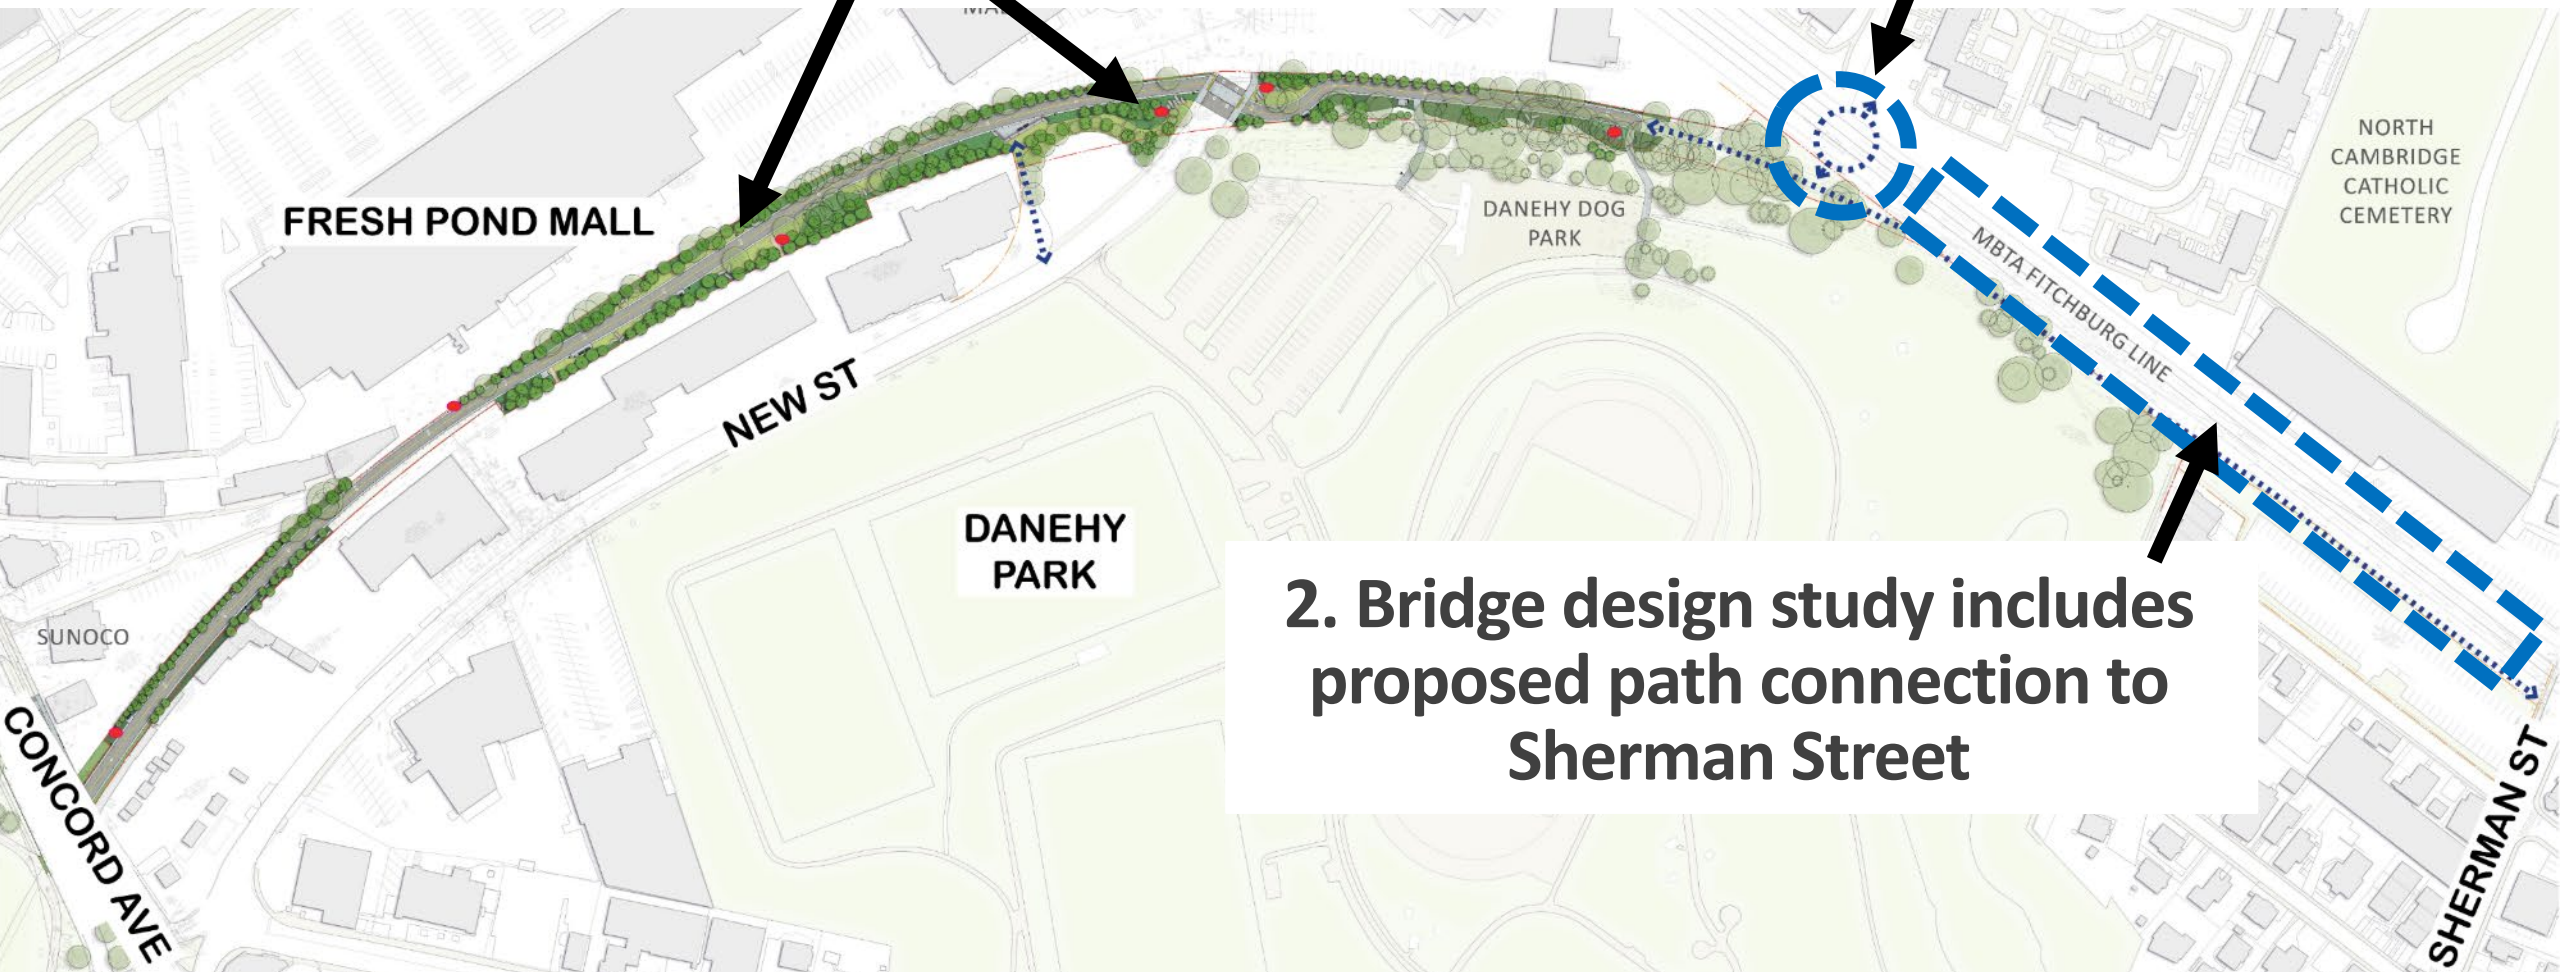 FRESH POND MALL
NORTH
CAMBRIDGE
CATHOLIC
CEMETERY
DANEHY DOG
PARK
MBTA FITCHBURG LINE
NEW ST
DANEHY
PARK
SUNOCO
2. Bridge design study includes
proposed path connection to
Sherman Street
CONCORD AVE
SHERMAN ST